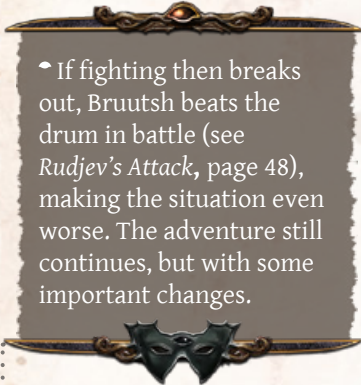 If fighting then breaks
out, Bruutsh beats the
drum in battle (see
Rudjev's Attack, page 48),
making the situation even
worse. The adventure still
continues, but with some
important changes.